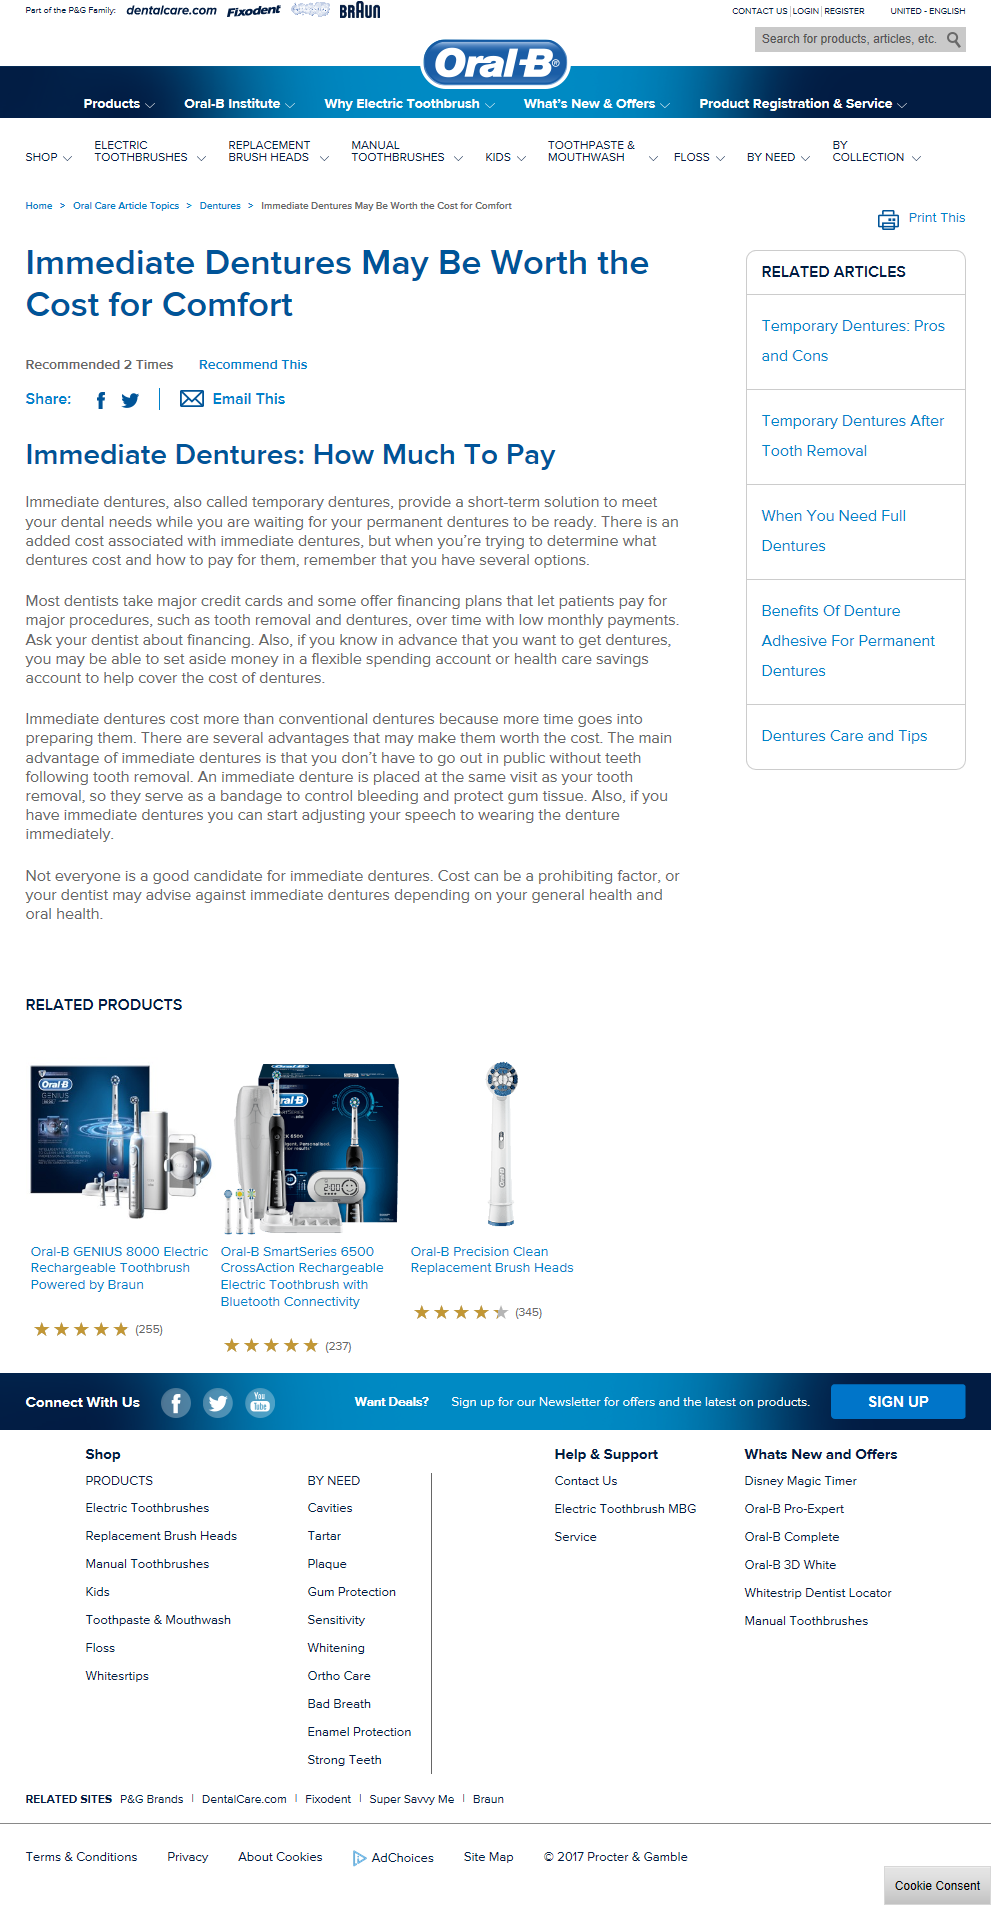 Part of the P&G Family: dentalcare.com Fixodent BRAUN
CONTACT US | LOGIN | REGISTER UNITED - ENGLISH
Search for products, articles, etc.
Oral-B®
Products Oral-B Institute Why Electric Toothbrush What's New & Offers Product Registration & Service
SHOP
ELECTRIC
TOOTHBRUSHES
REPLACEMENT
BRUSH HEADS
MANUAL
TOOTHBRUSHES
KIDS
TOOTHPASTE &
MOUTHWASH
FLOSS
BY NEED
BY
COLLECTION
Home > Oral Care Article Topics > Dentures > Immediate Dentures May Be Worth the Cost for Comfort
Print This
Immediate Dentures May Be Worth the
Cost for Comfort
Recommended 2 Times Recommend This
Share: Email This
Immediate Dentures: How Much To Pay
Immediate dentures, also called temporary dentures, provide a short-term solution to meet
your dental needs while you are waiting for your permanent dentures to be ready. There is an
added cost associated with immediate dentures, but when you're trying to determine what
dentures cost and how to pay for them, remember that you have several options.
Most dentists take major credit cards and some offer financing plans that let patients pay for
major procedures, such as tooth removal and dentures, over time with low monthly payments.
Ask your dentist about financing. Also, if you know in advance that you want to get dentures,
you may be able to set aside money in a flexible spending account or health care savings
account to help cover the cost of dentures.
Immediate dentures cost more than conventional dentures because more time goes into
preparing them. There are several advantages that may make them worth the cost. The main
advantage of immediate dentures is that you don't have to go out in public without teeth
following tooth removal. An immediate denture is placed at the same visit as your tooth
removal, so they serve as a bandage to control bleeding and protect gum tissue. Also, if you
have immediate dentures you can start adjusting your speech to wearing the denture
immediately.
Not everyone is a good candidate for immediate dentures. Cost can be a prohibiting factor, or
your dentist may advise against immediate dentures depending on your general health and
oral health.
RELATED ARTICLES
Temporary Dentures: Pros
and Cons
Temporary Dentures After
Tooth Removal
When You Need Full
Dentures
Benefits Of Denture
Adhesive For Permanent
Dentures
Dentures Care and Tips
RELATED PRODUCTS
Oral-B
GENIUS
2:00
Oral-B GENIUS 8000 Electric
Rechargeable Toothbrush
Powered by Braun
(255)
Oral-B SmartSeries 6500
CrossAction Rechargeable
Electric Toothbrush with
Bluetooth Connectivity
(237)
Oral-B Precision Clean
Replacement Brush Heads
(345)
Connect With Us You Tube Want Deals? Sign up for our Newsletter for offers and the latest on products. SIGN UP
Shop
PRODUCTS
Electric Toothbrushes
Replacement Brush Heads
Manual Toothbrushes
Kids
Toothpaste & Mouthwash
Floss
Whitesrtips
BY NEED
Cavities
Tartar
Plaque
Gum Protection
Sensitivity
Whitening
Ortho Care
Bad Breath
Enamel Protection
Strong Teeth
Help & Support
Contact Us
Electric Toothbrush MBG
Service
Whats New and Offers
Disney Magic Timer
Oral-B Pro-Expert
Oral-B Complete
Oral-B 3D White
Whitestrip Dentist Locator
Manual Toothbrushes
RELATED SITES P&G Brands | DentalCare.com | Fixodent | Super Savvy Me | Braun
Terms & Conditions Privacy About Cookies AdChoices Site Map © 2017 Procter & Gamble
Cookie Consent